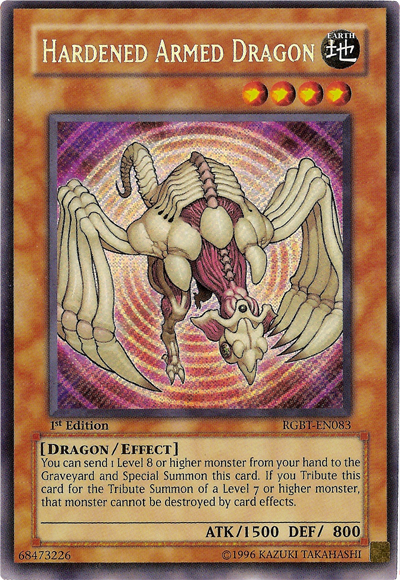 HARDENED ARMED DRAGON
EARTH
地
1st Edition
RGBT-EN083
[DRAGON/EFFECT]
You can send 1 Level 8 or higher monster from your hand to the
Graveyard and Special Summon this card. If you Tribute this
card for the Tribute Summon of a Level 7 or higher monster,
that monster cannot be destroyed by card effects.
ATK/1500 DEF/ 800
68473226
©1996 KAZUKI TAKAHASHI